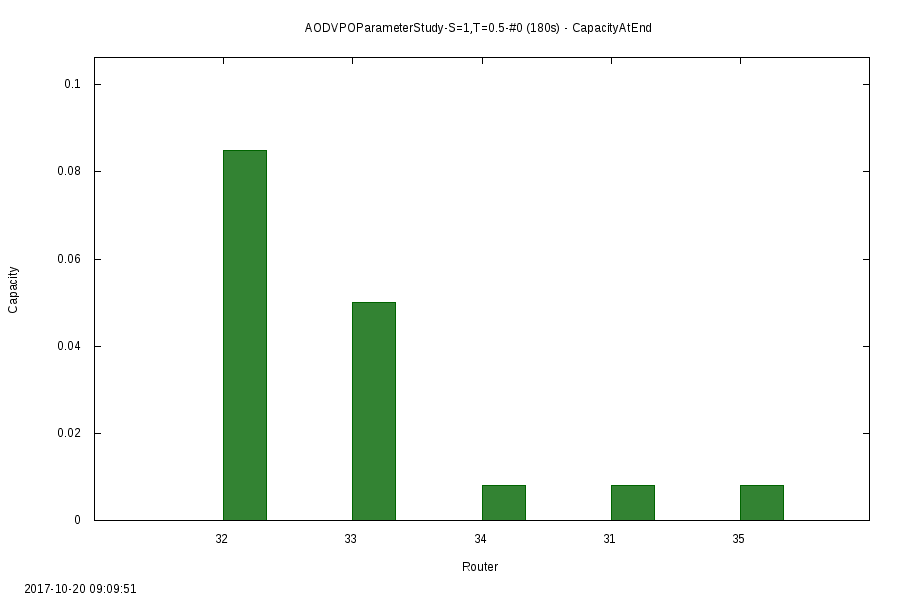 AODVPOParameterStudy-S=1,T=0.5-#0 (180s) - CapacityAtEnd
0.1
0.08
0.06
0.04
0.02
0
Capacity
32 33 34 31 35
Router
2017-10-20 09:09:51